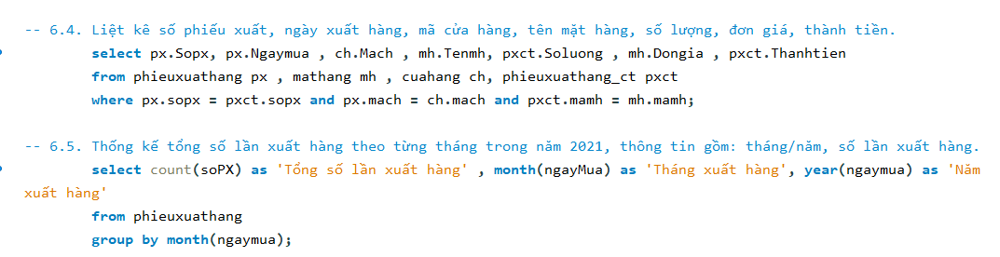 -- 6.4. Liệt kê số phiếu xuất, ngày xuất hàng, mã cửa hàng, tên mặt hàng, số lượng, đơn giá, thành tiền.
select px.Sopx, px.Ngaymua , ch.Mach , mh.Tenmh, pxct.Soluong , mh.Dongia , pxct.Thanhtien
from phieuxuathang px , mathang mh , cuahang ch, phieuxuathang_ct pxct
where px.sopx = pxct.sopx and px.mach = ch.mach and pxct.mamh = mh.mamh;
-- 6.5. Thống kế tổng số lần xuất hàng theo từng tháng trong năm 2021, thông tin gồm: tháng/năm, số lần xuất hàng.
select count(soPX) as 'Tổng số lần xuất hàng' , month(ngayMua) as 'Tháng xuất hàng', year(ngaymua) as 'Năm
xuất hàng'
from phieuxuathang
group by month(ngaymua);